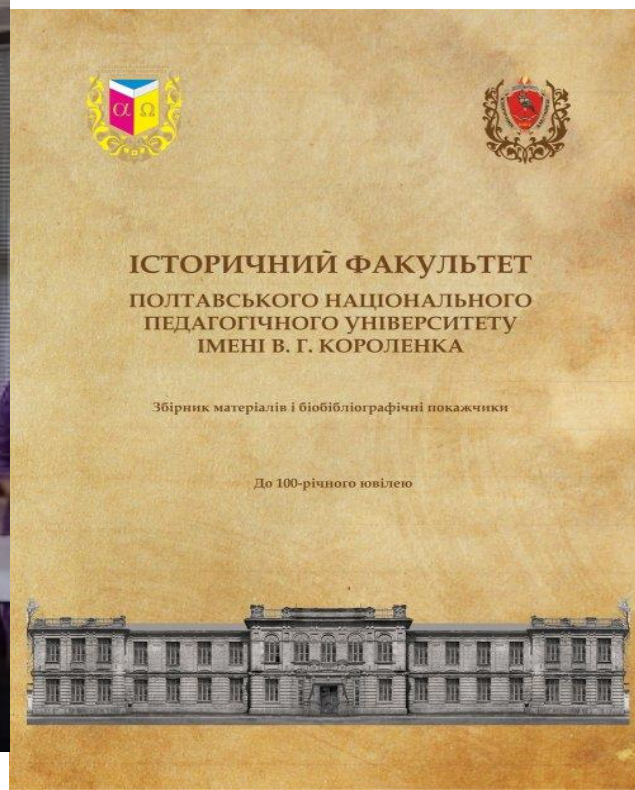 α Ω
ІСТОРИЧНИЙ ФАКУЛЬТЕТ
ПОЛТАВСЬКОГО НАЦІОНАЛЬНОГО
ПЕДАГОГІЧНОГО УНІВЕРСИТЕТУ
ІМЕНІ В. Г. КОРОЛЕНКА
Збірник матеріалів і біобібліографічні покажчики
До 100-річного ювілею